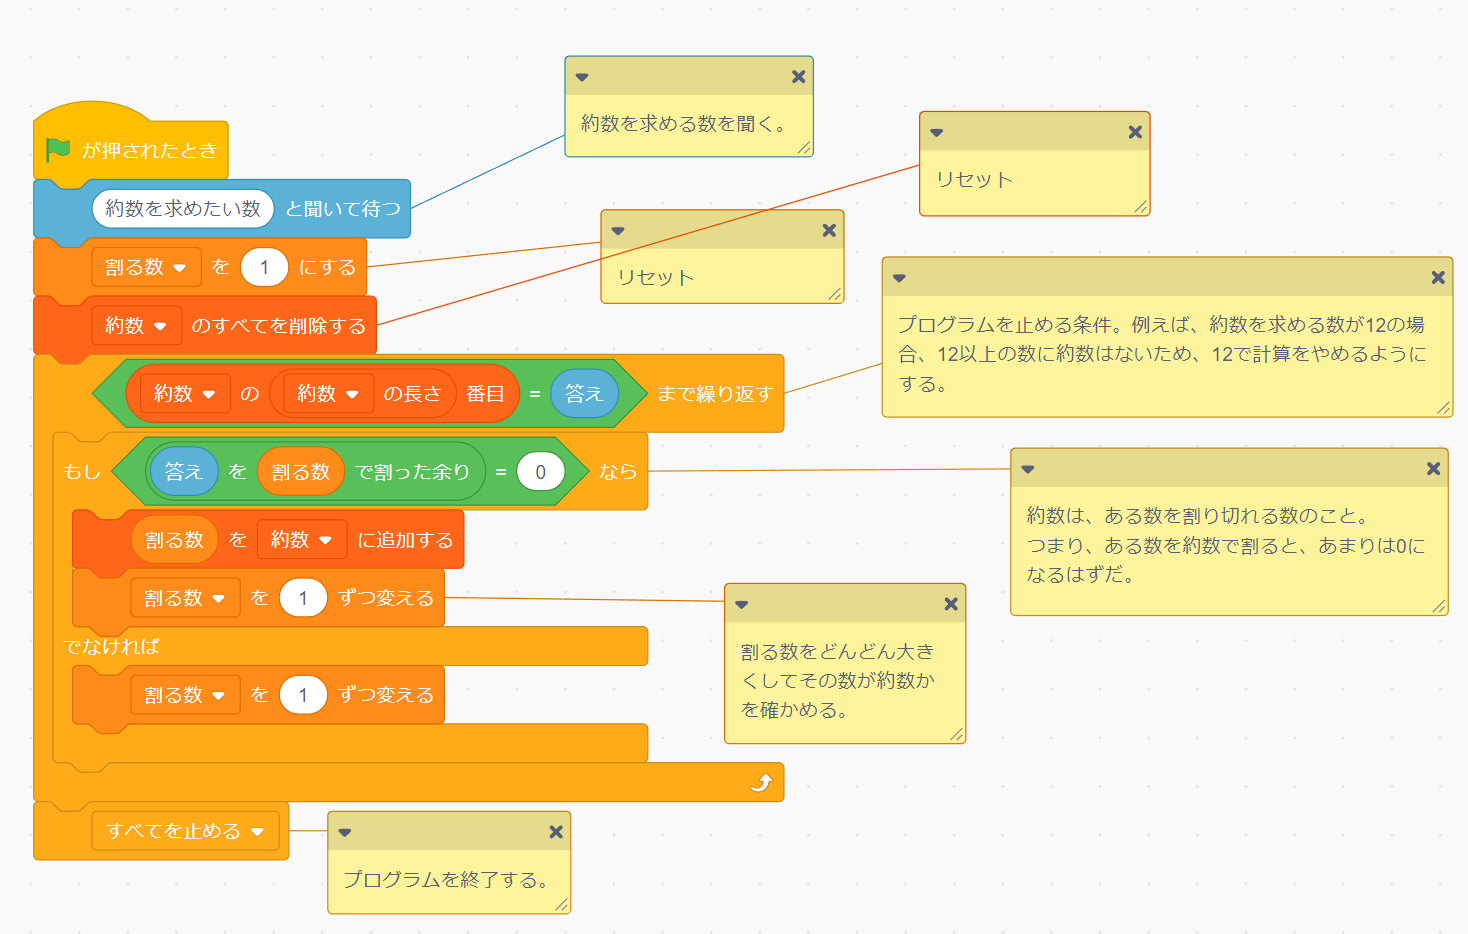 が押されたとき
約数を求めたい数 と聞いて待つ
割る数 を 1 にする
約数 のすべてを削除する
約数 の 約数 の長さ 番目 = 答え まで繰り返す
もし 答え を 割る数 で割った余り = 0 なら
割る数 を 約数 に追加する
割る数 を 1 ずつ変える
でなければ
割る数 を 1 ずつ変える
すべてを止める
約数を求める数を聞く。
リセット
リセット
プログラムを止める条件。例えば、約数を求める数が12の場
合、12以上の数に約数はないため、12で計算をやめるように
する。
約数は、ある数を割り切れる数のこと。
つまり、ある数を約数で割ると、あまりは0に
なるはずだ。
割る数をどんどん大き
くしてその数が約数か
を確かめる。
プログラムを終了する。